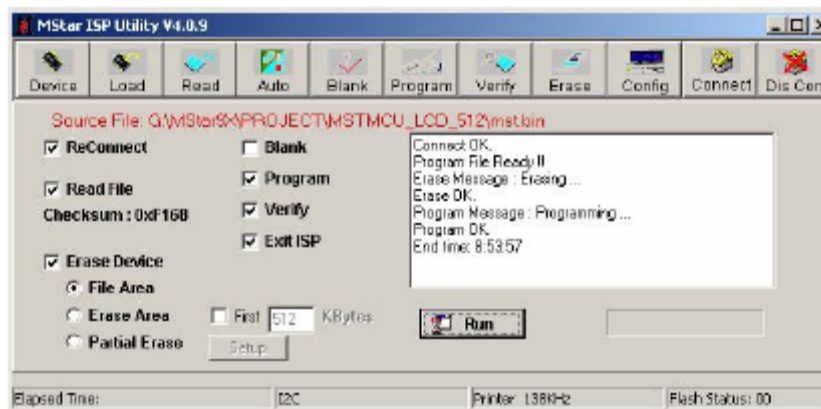 MStar ISP Utility V4.0.9
Device Load Read Auto Blank Program Verify Erase Config Connect Dis Con
Source File: G:\MStar9X\PROJECT\MSTMCU_LCD_512\mst.bin
ReConnect
Read File
Checksum : 0xF16B
Erase Device
File Area
Erase Area
Partial Erase
Blank
Program
Verify
Exit ISP
First 512 KBytes
Setup
Connect OK.
Program File Ready !!
Erase Message : Erasing ...
Erase OK.
Program Message : Programming ...
Program OK.
End time: 8:53:57
Run
Elapsed Time: I2C Printer 138KHz Flash Status: 00